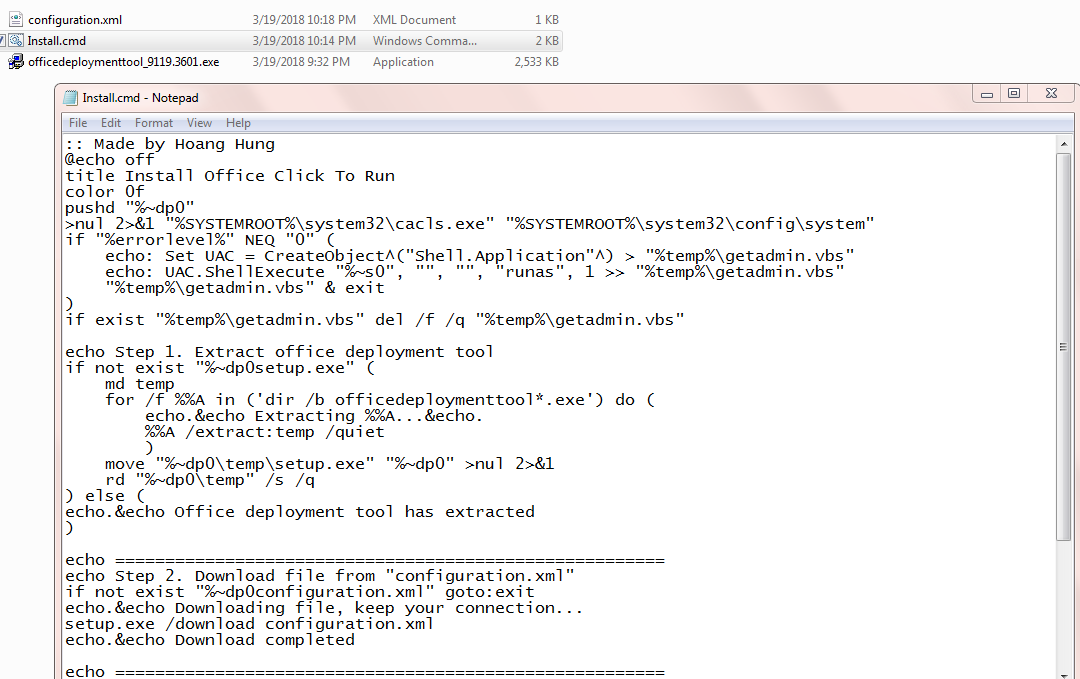 configuration.xml 3/19/2018 10:18 PM XML Document 1 KB
Install.cmd 3/19/2018 10:14 PM Windows Comma... 2 KB
officedeploymenttool_9119.3601.exe 3/19/2018 9:32 PM Application 2,533 KB
Install.cmd - Notepad
File Edit Format View Help
:: Made by Hoang Hung
@echo off
title Install Office Click To Run
color 0f
pushd "%~dp0"
>nul 2>&1 "%SYSTEMROOT%\system32\cacls.exe" "%SYSTEMROOT%\system32\config\system"
if "%errorlevel%" NEQ "0" (
    echo: Set UAC = CreateObject^("Shell.Application"^) > "%temp%\getadmin.vbs"
    echo: UAC.ShellExecute "%~s0", "", "", "runas", 1 >> "%temp%\getadmin.vbs"
    "%temp%\getadmin.vbs" & exit
)
if exist "%temp%\getadmin.vbs" del /f /q "%temp%\getadmin.vbs"
echo Step 1. Extract office deployment tool
if not exist "%~dp0setup.exe" (
    md temp
    for /f %%A in ('dir /b officedeploymenttool*.exe') do (
        echo.&echo Extracting %%A...&echo.
        %%A /extract:temp /quiet
        )
    move "%~dp0\temp\setup.exe" "%~dp0" >nul 2>&1
    rd "%~dp0\temp" /s /q
) else (
echo.&echo Office deployment tool has extracted
)
echo =======================================================
echo Step 2. Download file from "configuration.xml"
if not exist "%~dp0configuration.xml" goto:exit
echo.&echo Downloading file, keep your connection...
setup.exe /download configuration.xml
echo.&echo Download completed
echo =======================================================